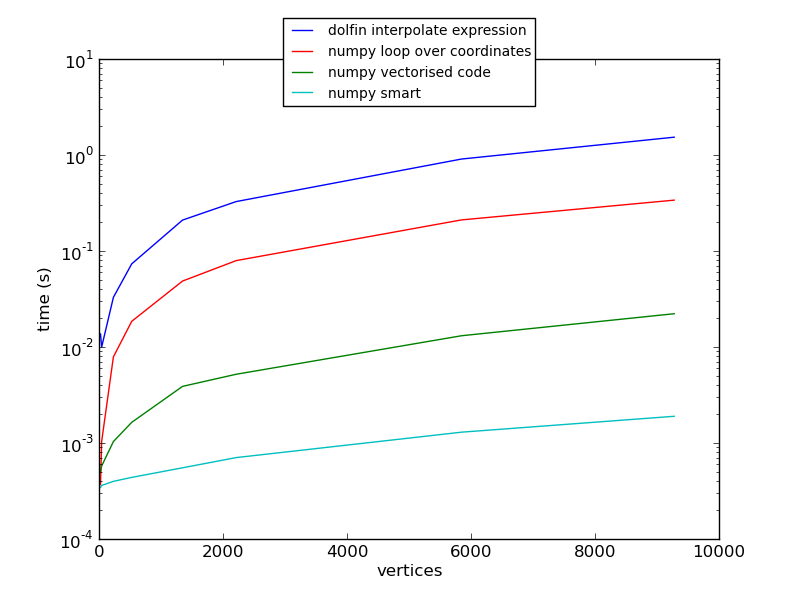 dolfin interpolate expression
numpy loop over coordinates
numpy vectorised code
numpy smart
10^1
10^0
10^-1
10^-2
10^-3
10^-4
time (s)
0 2000 4000 6000 8000 10000
vertices